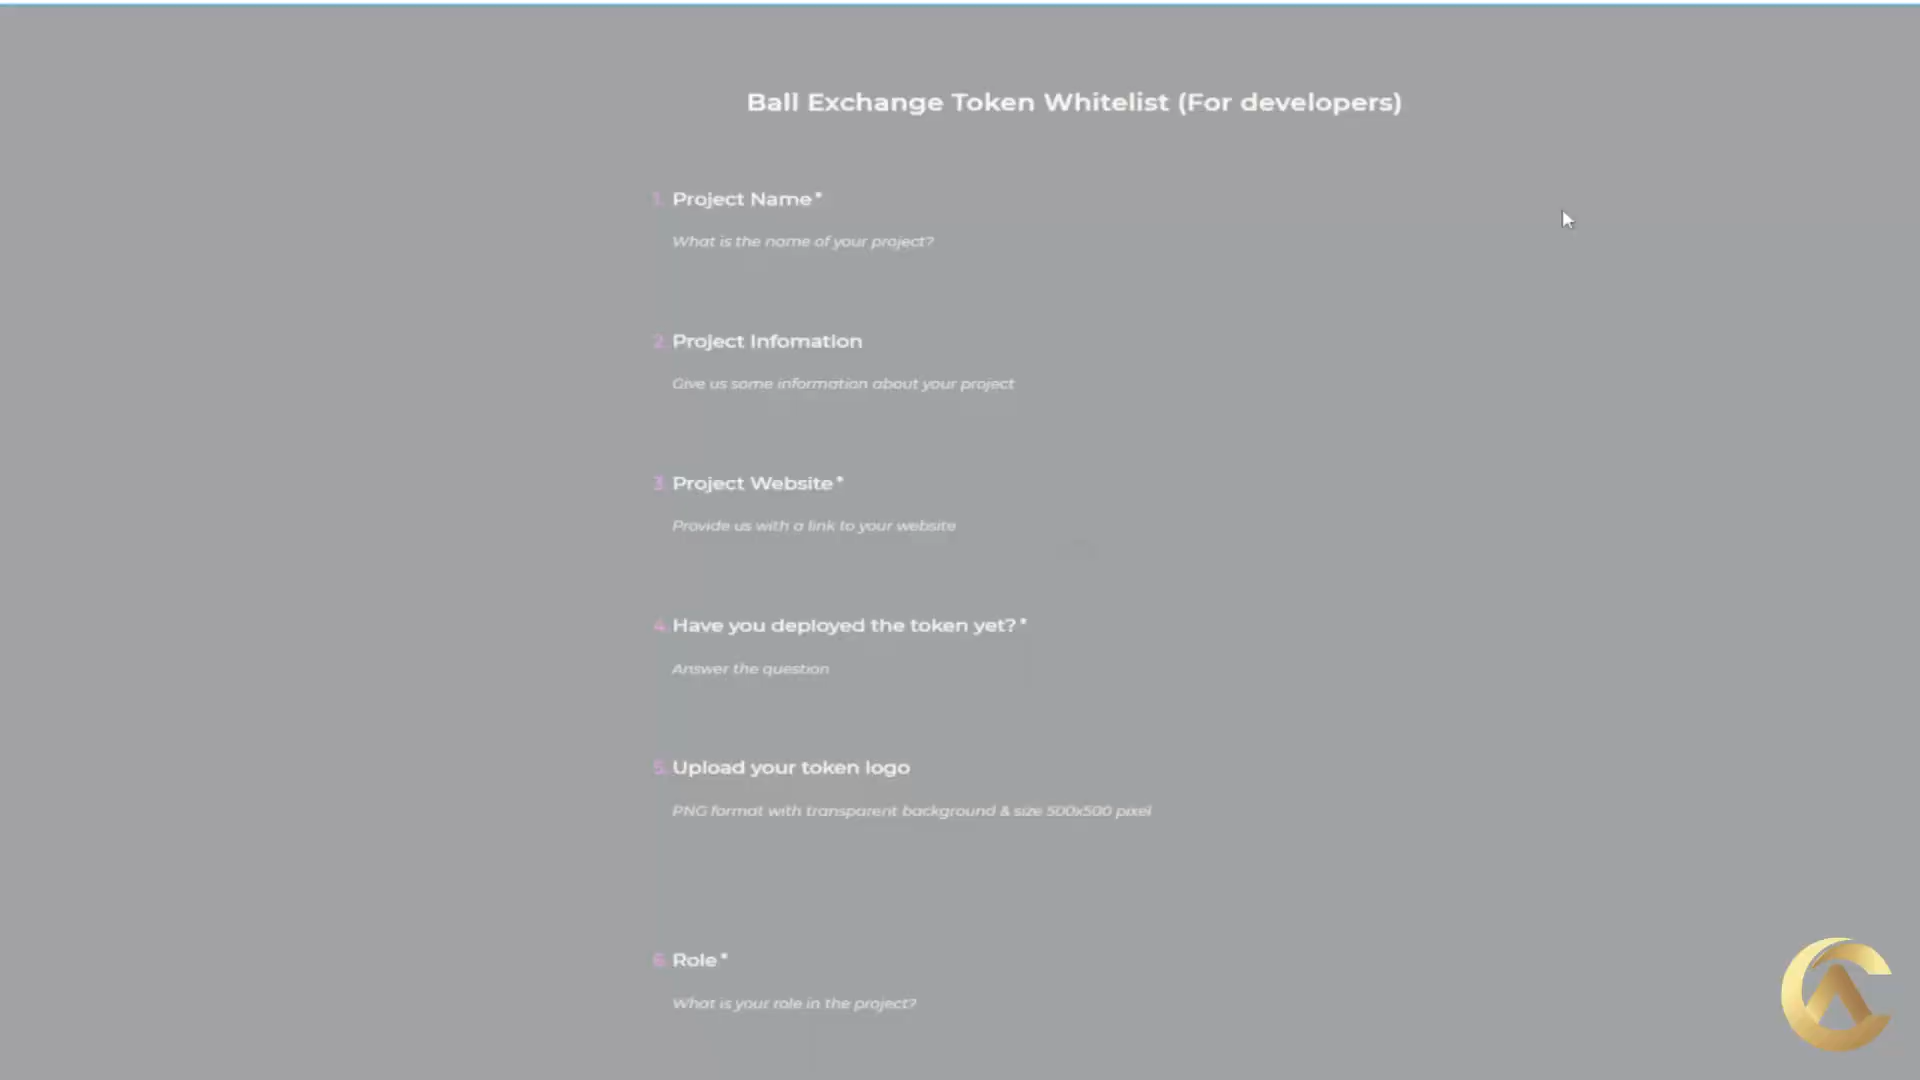 Ball Exchange Token Whitelist (For developers)
1. Project Name*
What is the name of your project?
2. Project Infomation
Give us some information about your project
3. Project Website*
Provide us with a link to your website
4. Have you deployed the token yet?*
Answer the question
5. Upload your token logo
PNG format with transparent background & size 500x500 pixel
6. Role*
What is your role in the project?